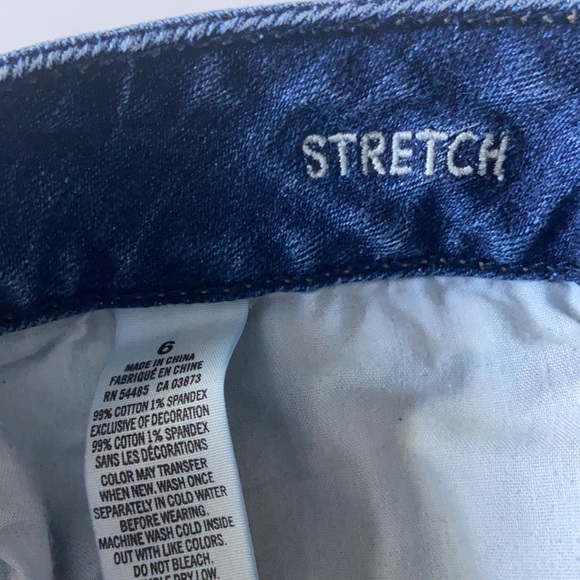 STRETCH
6
MADE IN CHINA
FABRIQUÉ EN CHINE
RN 54485 CA 03873
99% COTTON 1% SPANDEX
EXCLUSIVE OF DECORATION
99% COTON 1% SPANDEX
SANS LES DÉCORATIONS
COLOR MAY TRANSFER
WHEN NEW. WASH ONCE
SEPARATELY IN COLD WATER
BEFORE WEARING.
MACHINE WASH COLD INSIDE
OUT WITH LIKE COLORS.
DO NOT BLEACH.
DRY LOW.